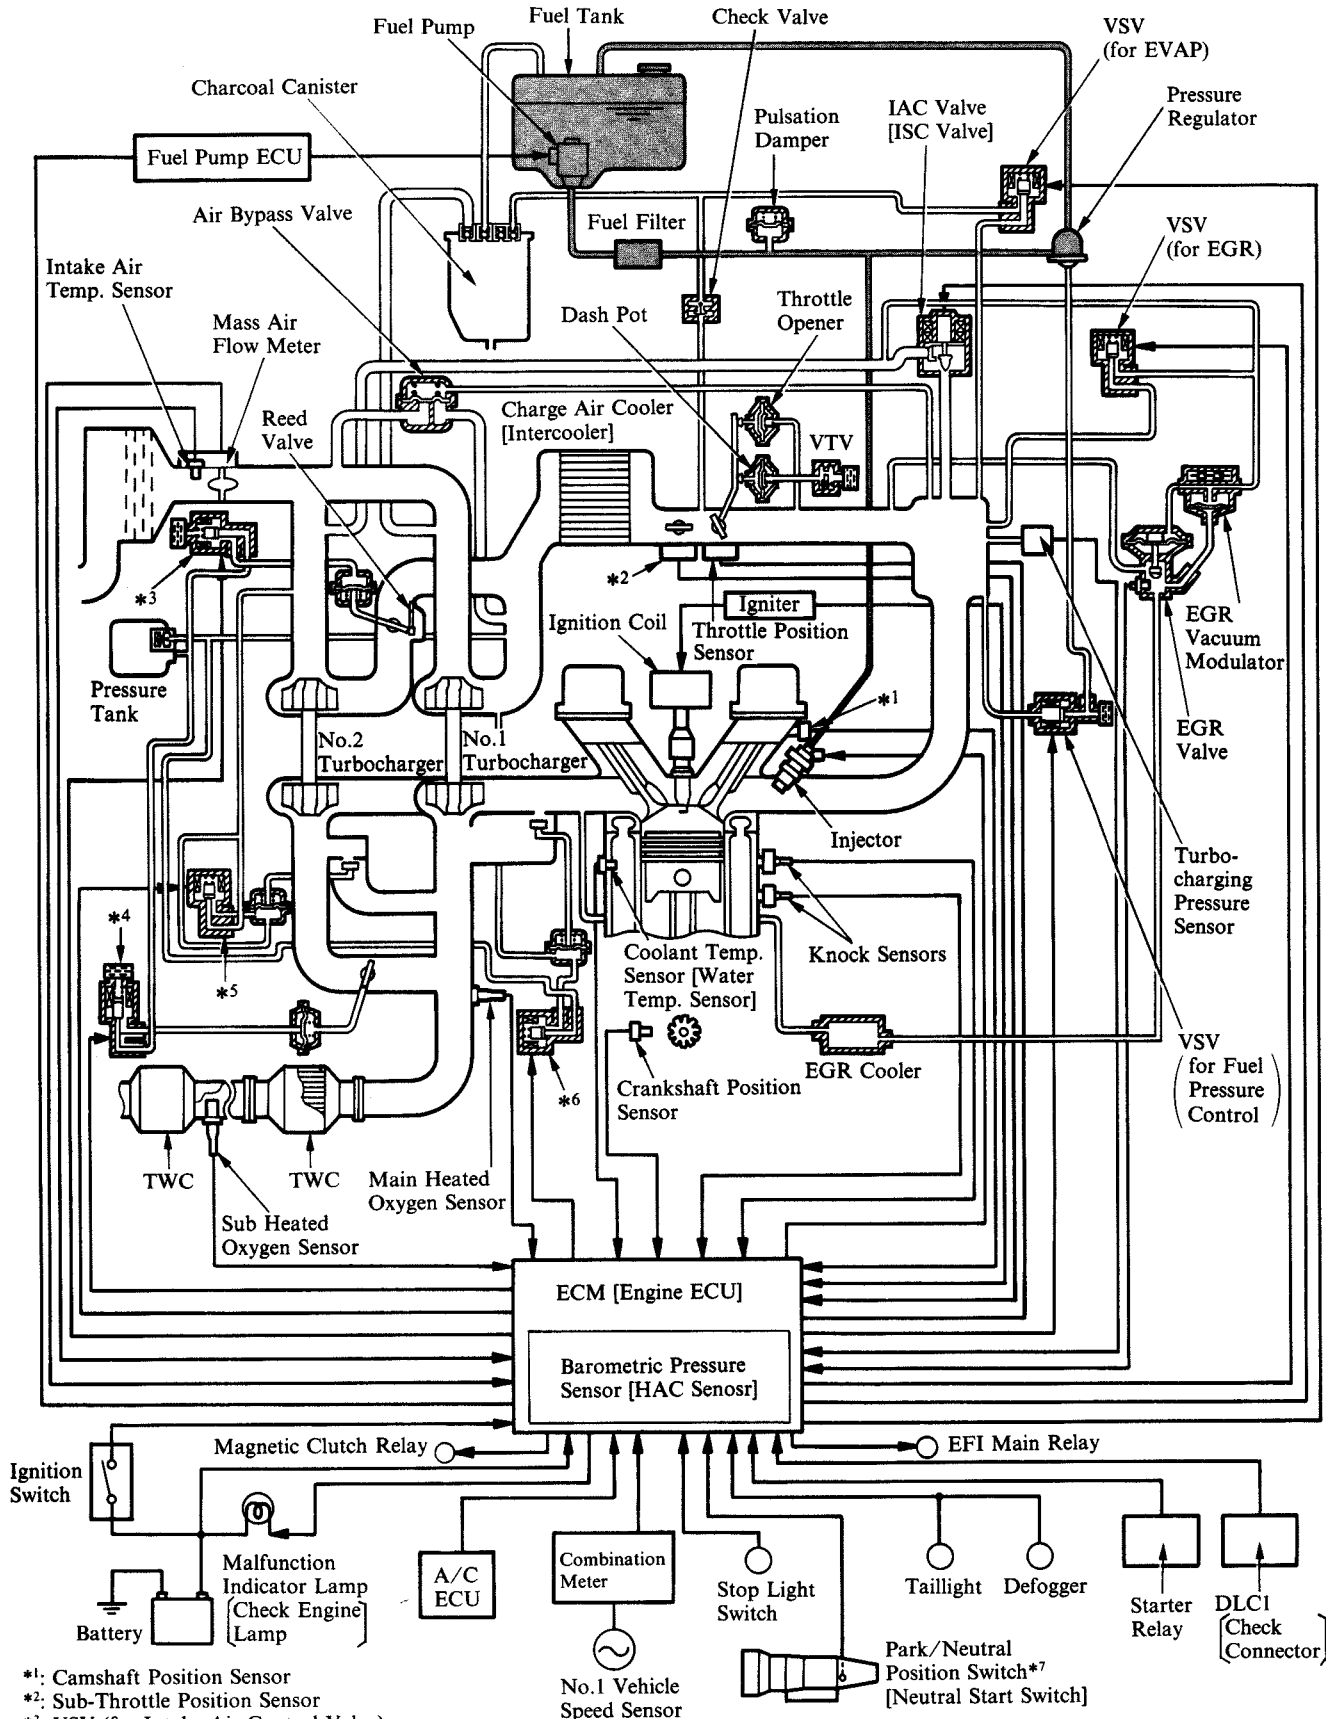 Fuel Pump
Fuel Tank
Check Valve
VSV
(for EVAP)
Charcoal Canister
Pulsation
Damper
IAC Valve
[ISC Valve]
Pressure
Regulator
Fuel Pump ECU
Air Bypass Valve
Fuel Filter
VSV
(for EGR)
Intake Air
Temp. Sensor
Mass Air
Flow Meter
Dash Pot
Throttle
Opener
Reed
Valve
Charge Air Cooler
[Intercooler]
VTV
*3
*2
Igniter
Ignition Coil
Throttle Position
Sensor
EGR
Vacuum
Modulator
Pressure
Tank
*1
EGR
Valve
No.2
Turbocharger
No.1
Turbocharger
Injector
Turbo-
charging
Pressure
Sensor
*4
*5
Coolant Temp.
Sensor [Water
Temp. Sensor]
Knock Sensors
VSV
(for Fuel
Pressure
Control)
EGR Cooler
*6
Crankshaft Position
Sensor
TWC
TWC
Main Heated
Oxygen Sensor
Sub Heated
Oxygen Sensor
ECM [Engine ECU]
Barometric Pressure
Sensor [HAC Senosr]
Magnetic Clutch Relay
EFI Main Relay
Ignition
Switch
Malfunction
Indicator Lamp
[Check Engine
Lamp]
Battery
A/C
ECU
Combination
Meter
Stop Light
Switch
Taillight
Defogger
Starter
Relay
DLC1
[Check
Connector]
No.1 Vehicle
Speed Sensor
Park/Neutral
Position Switch*7
[Neutral Start Switch]
*1: Camshaft Position Sensor
*2: Sub-Throttle Position Sensor
*3: VSV (for Intake Air Control Valve)